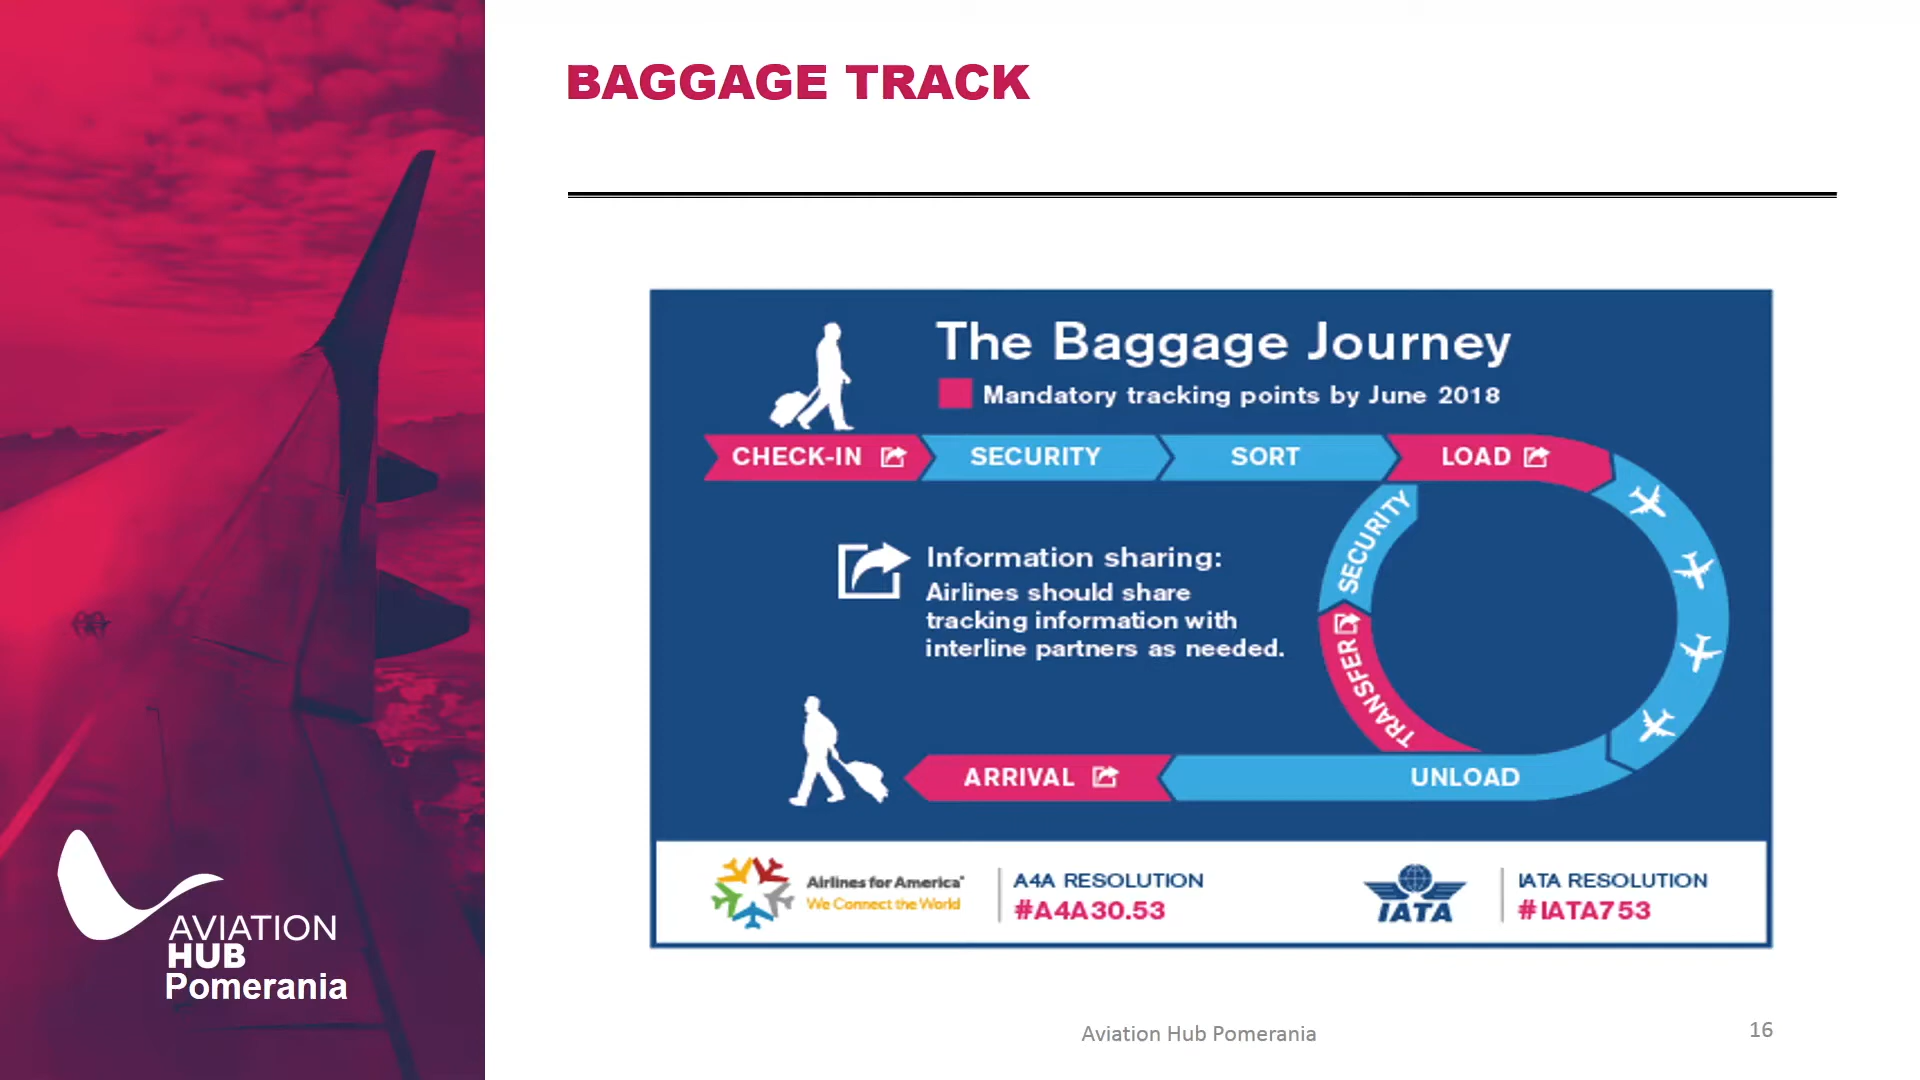 BAGGAGE TRACK
The Baggage Journey
Mandatory tracking points by June 2018
CHECK-IN
SECURITY
SORT
LOAD
SECURITY
TRANSFER
Information sharing:
Airlines should share
tracking information with
interline partners as needed.
ARRIVAL
UNLOAD
Airlines for America
We Connect the World
A4A RESOLUTION
#A4A30.53
IATA
IATA RESOLUTION
#IATA753
AVIATION
HUB
Pomerania
Aviation Hub Pomerania
16